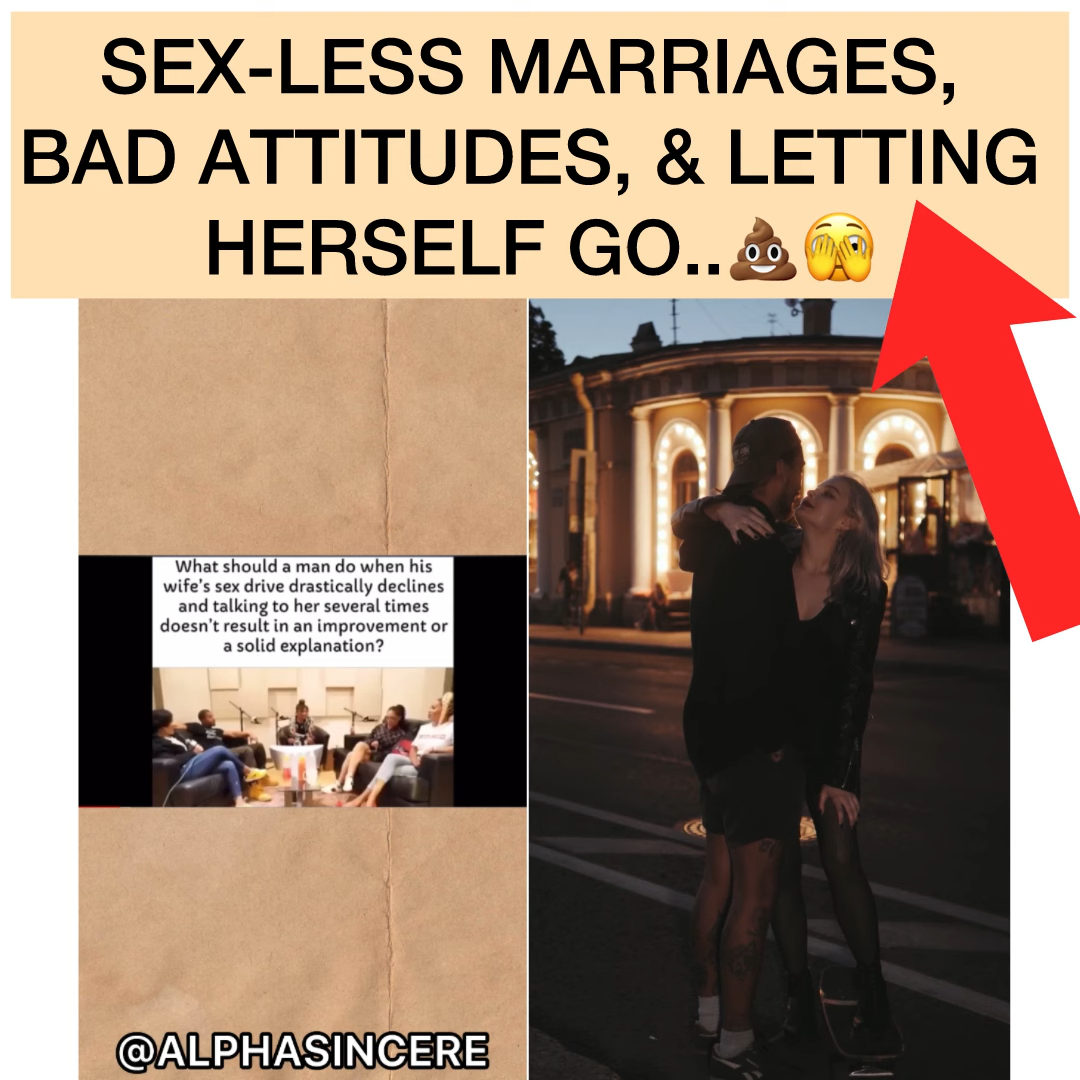 SEX-LESS MARRIAGES,
BAD ATTITUDES, & LETTING
HERSELF GO..💩🫣
What should a man do when his
wife's sex drive drastically declines
and talking to her several times
doesn't result in an improvement or
a solid explanation?
@ALPHASINCERE